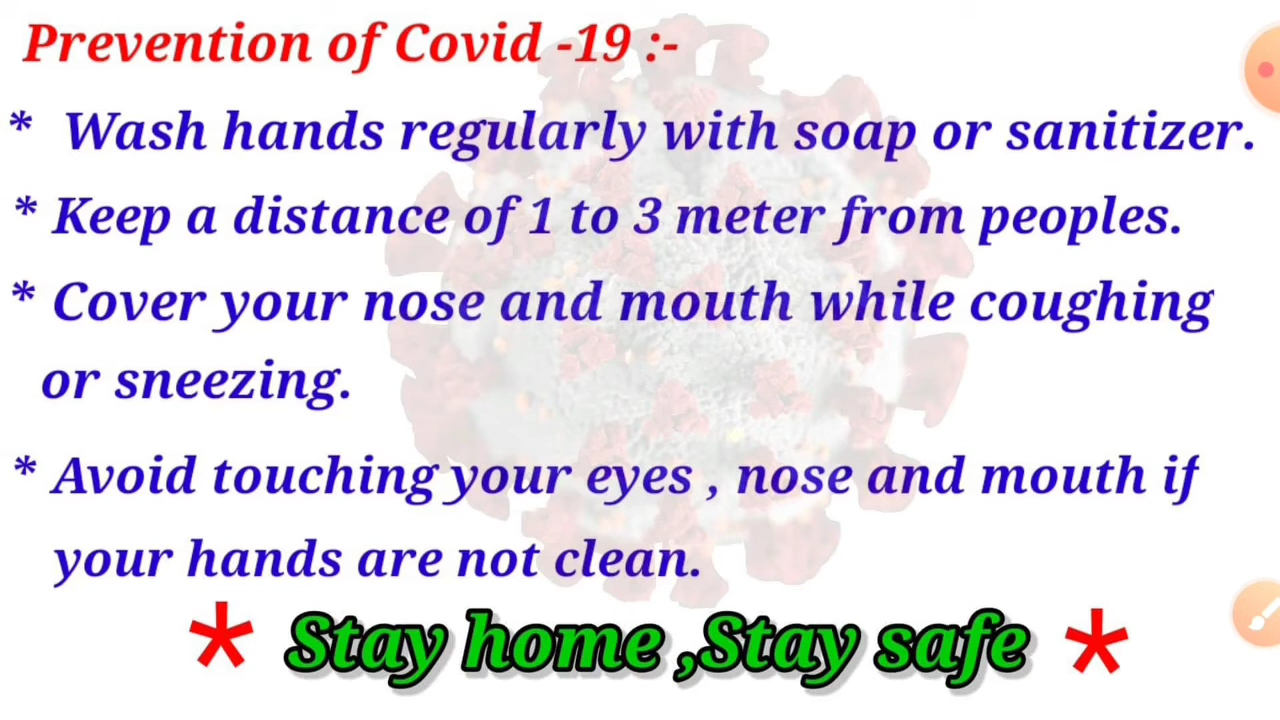 Prevention of Covid -19 :-
* Wash hands regularly with soap or sanitizer.
* Keep a distance of 1 to 3 meter from peoples.
* Cover your nose and mouth while coughing
or sneezing.
* Avoid touching your eyes , nose and mouth if
your hands are not clean.
* Stay home ,Stay safe *